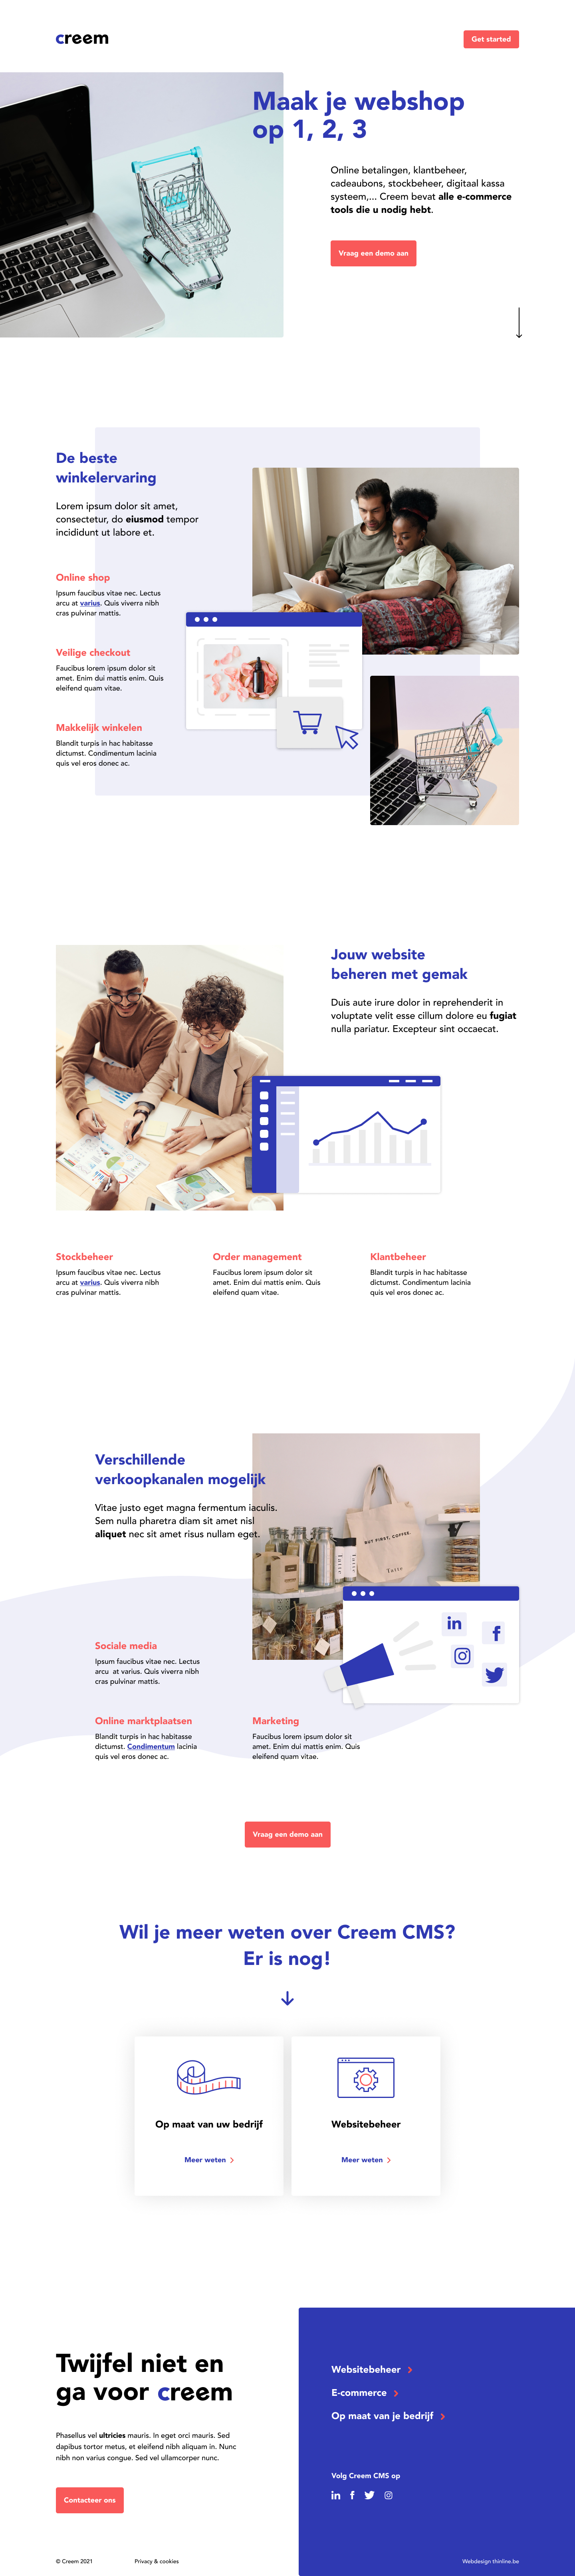 creem
Get started
Maak je webshop
op 1, 2, 3
Online betalingen, klantbeheer,
cadeaubons, stockbeheer, digitaal kassa
systeem,... Creem bevat alle e-commerce
tools die u nodig hebt.
Vraag een demo aan
De beste
winkelervaring
Lorem ipsum dolor sit amet,
consectetur, do eiusmod tempor
incididunt ut labore et.
Online shop
Ipsum faucibus vitae nec. Lectus
arcu at varius. Quis viverra nibh
cras pulvinar mattis.
Veilige checkout
Faucibus lorem ipsum dolor sit
amet. Enim dui mattis enim. Quis
eleifend quam vitae.
Makkelijk winkelen
Blandit turpis in hac habitasse
dictumst. Condimentum lacinia
quis vel eros donec ac.
Jouw website
beheren met gemak
Duis aute irure dolor in reprehenderit in
voluptate velit esse cillum dolore eu fugiat
nulla pariatur. Excepteur sint occaecat.
Stockbeheer
Ipsum faucibus vitae nec. Lectus
arcu at varius. Quis viverra nibh
cras pulvinar mattis.
Order management
Faucibus lorem ipsum dolor sit
amet. Enim dui mattis enim. Quis
eleifend quam vitae.
Klantbeheer
Blandit turpis in hac habitasse
dictumst. Condimentum lacinia
quis vel eros donec ac.
Verschillende
verkoopkanalen mogelijk
Vitae justo eget magna fermentum iaculis.
Sem nulla pharetra diam sit amet nisl
aliquet nec sit amet risus nullam eget.
BUY FIRST, COFFEE.
in
f
Sociale media
Ipsum faucibus vitae nec. Lectus
arcu at varius. Quis viverra nibh
cras pulvinar mattis.
Online marktplaatsen
Blandit turpis in hac habitasse
dictumst. Condimentum lacinia
quis vel eros donec ac.
Marketing
Faucibus lorem ipsum dolor sit
amet. Enim dui mattis enim. Quis
eleifend quam vitae.
Vraag een demo aan
Wil je meer weten over Creem CMS?
Er is nog!
Op maat van uw bedrijf
Meer weten
Websitebeheer
Meer weten
Twijfel niet en
ga voor creem
Phasellus vel ultricies mauris. In eget orci mauris. Sed
dapibus tortor metus, et eleifend nibh aliquam in. Nunc
nibh non varius congue. Sed vel ullamcorper nunc.
Contacteer ons
© Creem 2021
Privacy & cookies
Websitebeheer
E-commerce
Op maat van je bedrijf
Volg Creem CMS op
in
f
Webdesign thinline.be